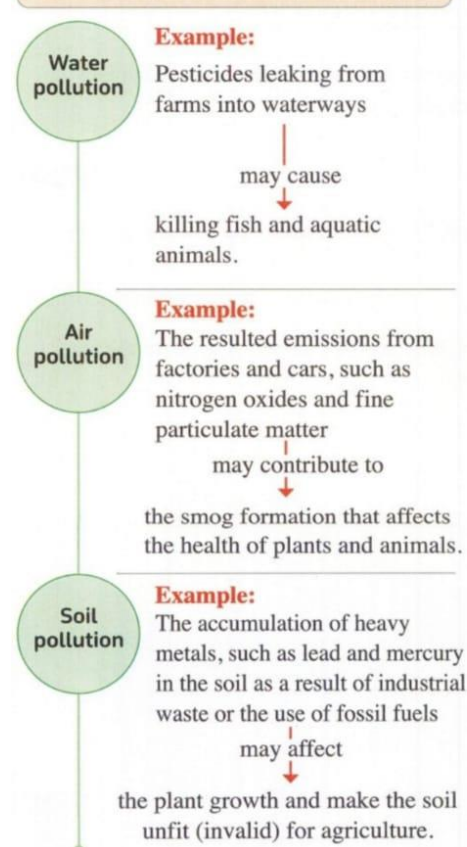 Water
pollution
Example:
Pesticides leaking from
farms into waterways
may cause
killing fish and aquatic
animals.
Air
pollution
Example:
The resulted emissions from
factories and cars, such as
nitrogen oxides and fine
particulate matter
may contribute to
the smog formation that affects
the health of plants and animals.
Soil
pollution
Example:
The accumulation of heavy
metals, such as lead and mercury
in the soil as a result of industrial
waste or the use of fossil fuels
may affect
the plant growth and make the soil
unfit (invalid) for agriculture.